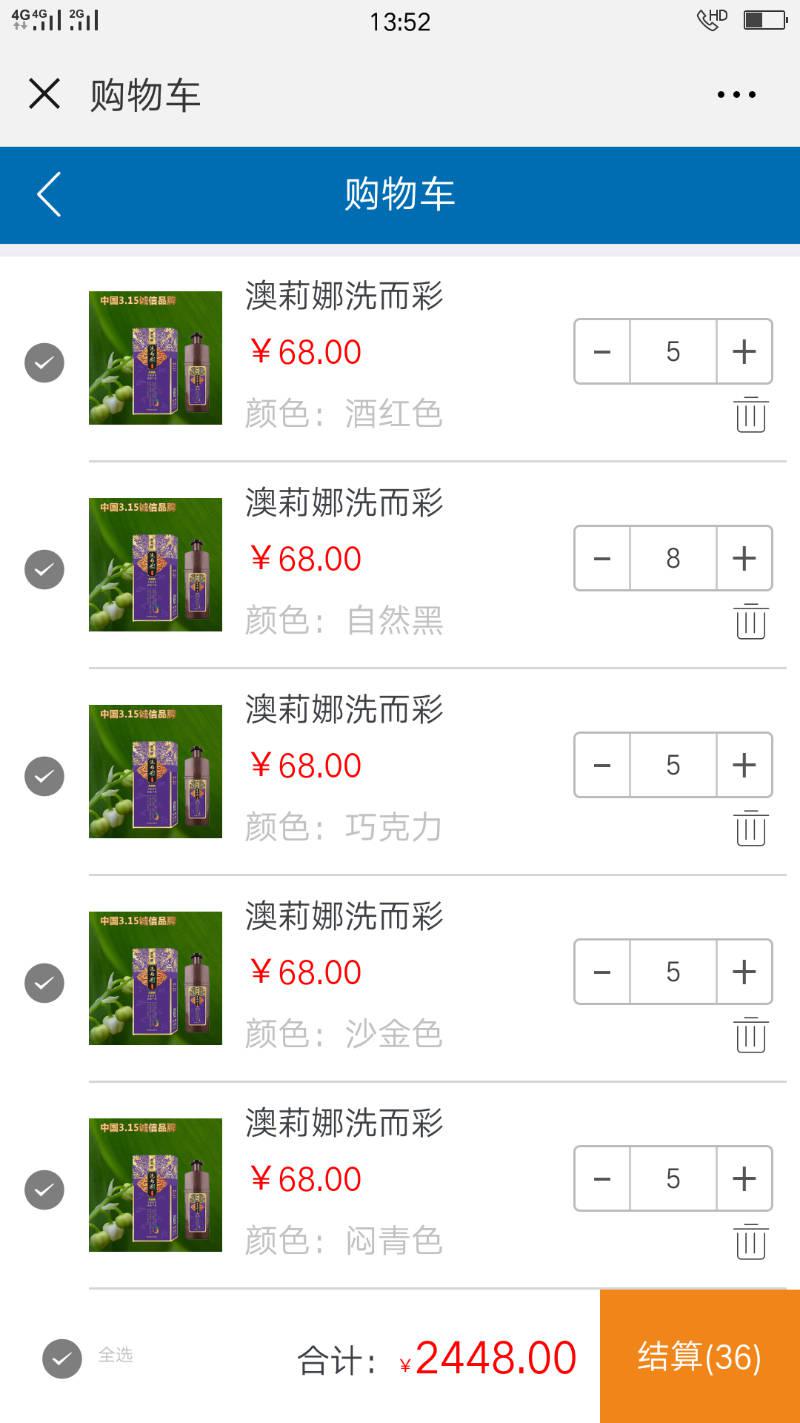 4G 4G 2G 13:52 HD
购物车
购物车
中国3.15诚信品牌
澳莉娜洗而彩
￥68.00
5
颜色：酒红色
中国3.15诚信品牌
澳莉娜洗而彩
￥68.00
8
颜色：自然黑
中国3.15诚信品牌
澳莉娜洗而彩
￥68.00
5
颜色：巧克力
中国3.15诚信品牌
澳莉娜洗而彩
￥68.00
5
颜色：沙金色
中国3.15诚信品牌
澳莉娜洗而彩
￥68.00
5
颜色：闷青色
全选 合计：￥2448.00 结算(36)